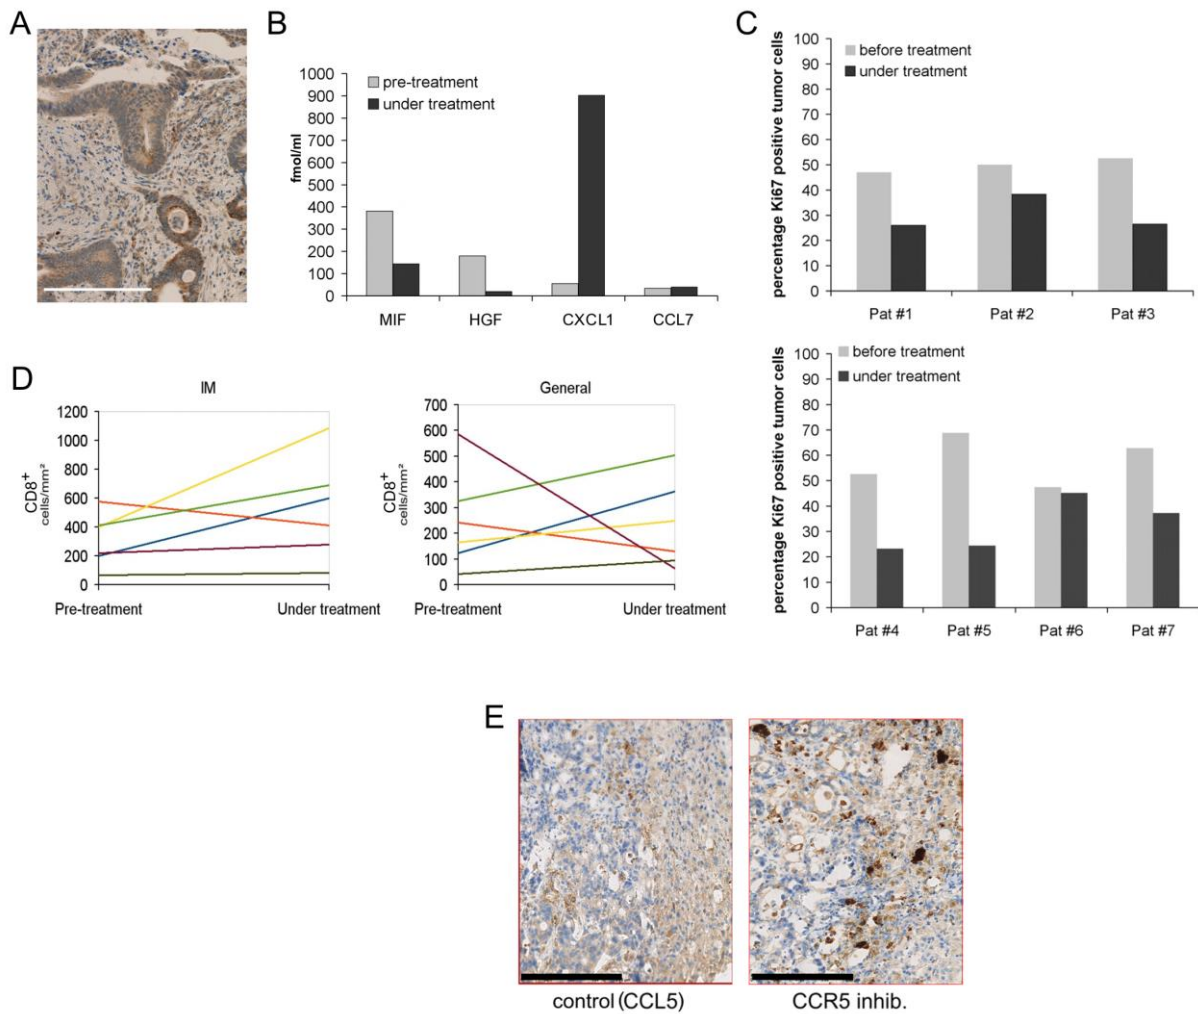 A
B
pre-treatment
under treatment
fmol/ml
1000
900
800
700
600
500
400
300
200
100
0
MIF HGF CXCL1 CCL7
C
before treatment
under treatment
percentage Ki67 positive tumor cells
100
90
80
70
60
50
40
30
20
10
0
Pat #1 Pat #2 Pat #3
before treatment
under treatment
percentage Ki67 positive tumor cells
100
90
80
70
60
50
40
30
20
10
0
Pat #4 Pat #5 Pat #6 Pat #7
D
IM
CD8+
cells/mm²
1200
1000
800
600
400
200
0
Pre-treatment Under treatment
General
CD8+
cells/mm²
700
600
500
400
300
200
100
0
Pre-treatment Under treatment
E
control (CCL5) CCR5 inhib.